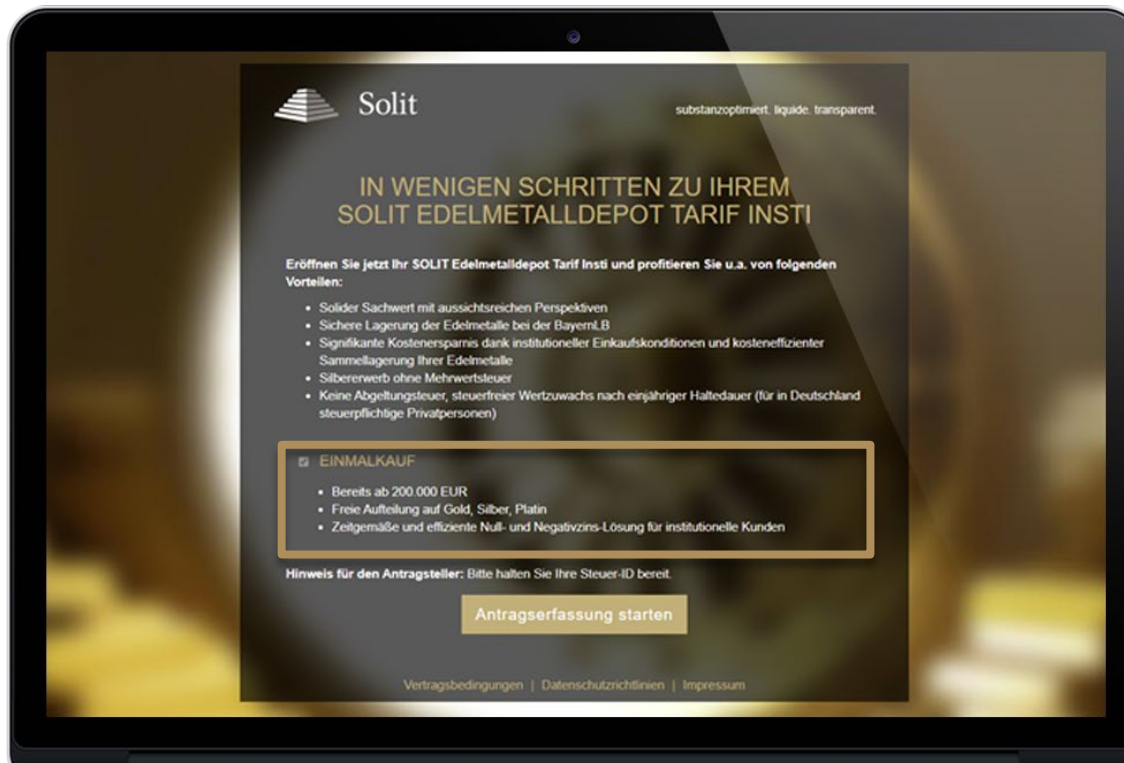 Solit
substanzoptimiert. liquide. transparent.
IN WENIGEN SCHRITTEN ZU IHREM
SOLIT EDELMETALLDEPOT TARIF INSTI
Eröffnen Sie jetzt Ihr SOLIT Edelmetalldepot Tarif Insti und profitieren Sie u.a. von folgenden
Vorteilen:
• Solider Sachwert mit aussichtsreichen Perspektiven
• Sichere Lagerung der Edelmetalle bei der BayernLB
• Signifikante Kostenersparnis dank institutioneller Einkaufskonditionen und kosteneffizienter
Sammellagerung Ihrer Edelmetalle
• Silbererwerb ohne Mehrwertsteuer
• Keine Abgeltungsteuer, steuerfreier Wertzuwachs nach einjähriger Haltedauer (für in Deutschland
steuerpflichtige Privatpersonen)
EINMALKAUF
• Bereits ab 200.000 EUR
• Freie Aufteilung auf Gold, Silber, Platin
• Zeitgemäße und effiziente Null- und Negativzins-Lösung für institutionelle Kunden
Hinweis für den Antragsteller: Bitte halten Sie Ihre Steuer-ID bereit.
Antragserfassung starten
Vertragsbedingungen | Datenschutzrichtlinien | Impressum